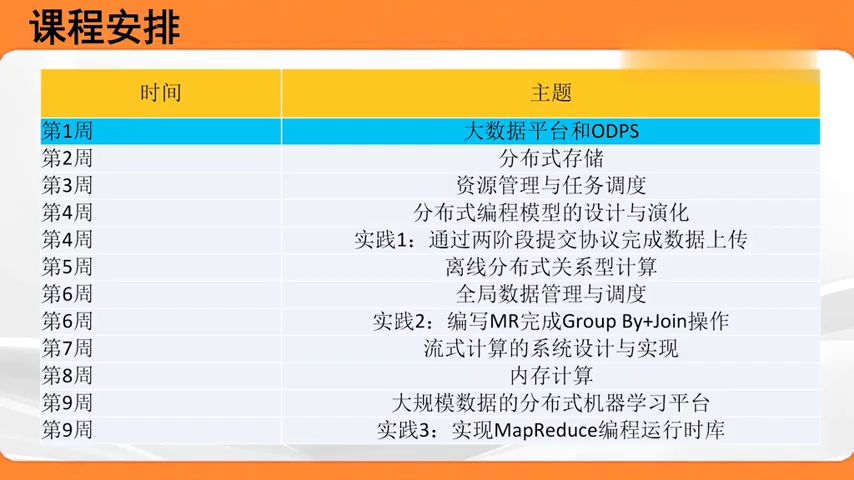 课程安排
时间 主题
第1周 大数据平台和ODPS
第2周 分布式存储
第3周 资源管理与任务调度
第4周 分布式编程模型的设计与演化
第4周 实践1：通过两阶段提交协议完成数据上传
第5周 离线分布式关系型计算
第6周 全局数据管理与调度
第6周 实践2：编写MR完成Group By+Join操作
第7周 流式计算的系统设计与实现
第8周 内存计算
第9周 大规模数据的分布式机器学习平台
第9周 实践3：实现MapReduce编程运行时库